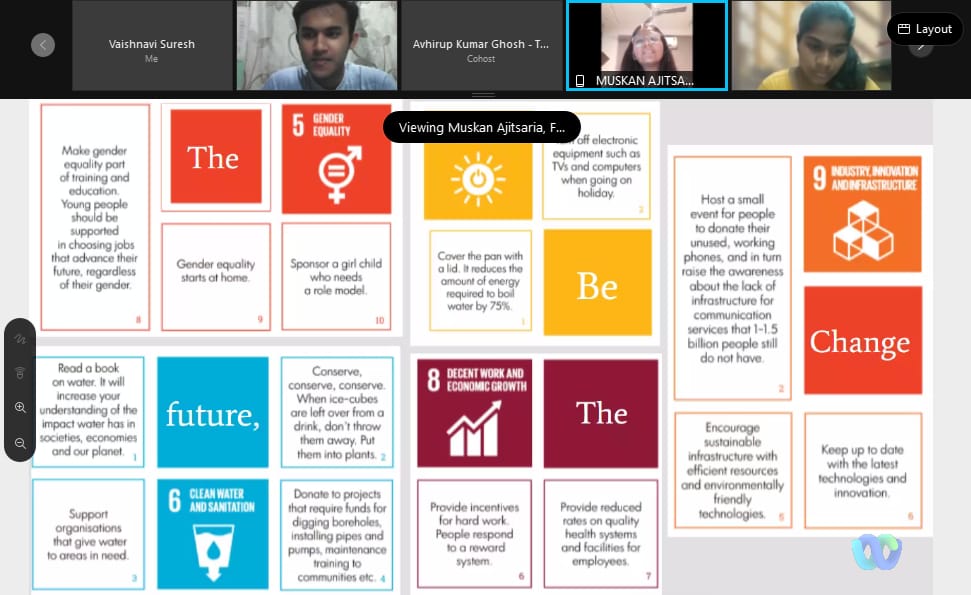 Vaishnavi Suresh
Me
Avhirup Kumar Ghosh - T...
Cohost
MUSKAN AJITSA...
Layout
Viewing Muskan Ajitsaria, F...
Make gender
equality part
of training and
education.
Young people
should be
supported
in choosing jobs
that advance their
future, regardless
of their gender.
8
The
5 GENDER
EQUALITY
Gender equality
starts at home.
9
Sponsor a girl child
who needs
a role model.
10
off electronic
equipment such as
TVs and computers
when going on
holiday.
2
Cover the pan with
a lid. It reduces the
amount of energy
required to boil
water by 75%.
1
Be
Host a small
event for people
to donate their
unused, working
phones, and in turn
raise the awareness
about the lack of
infrastructure for
communication
services that 1-1.5
billion people still
do not have.
2
9 INDUSTRY, INNOVATION
AND INFRASTRUCTURE
Change
Encourage
sustainable
infrastructure with
efficient resources
and environmentally
friendly
technologies.
5
Keep up to date
with the latest
technologies and
innovation.
6
Read a book
on water. It will
increase your
understanding of the
impact water has in
societies, economies
and our planet.
1
future,
Conserve,
conserve, conserve.
When ice-cubes
are left over from a
drink, don't throw
them away. Put
them into plants.
2
Support
organisations
that give water
to areas in need.
3
6 CLEAN WATER
AND SANITATION
Donate to projects
that require funds for
digging boreholes,
installing pipes and
pumps, maintenance
training to
communities etc.
4
8 DECENT WORK AND
ECONOMIC GROWTH
The
Provide incentives
for hard work.
People respond
to a reward
system.
6
Provide reduced
rates on quality
health systems
and facilities for
employees.
7